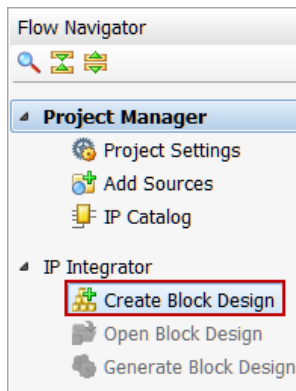 Flow Navigator
Project Manager
Project Settings
Add Sources
IP Catalog
IP Integrator
Create Block Design
Open Block Design
Generate Block Design